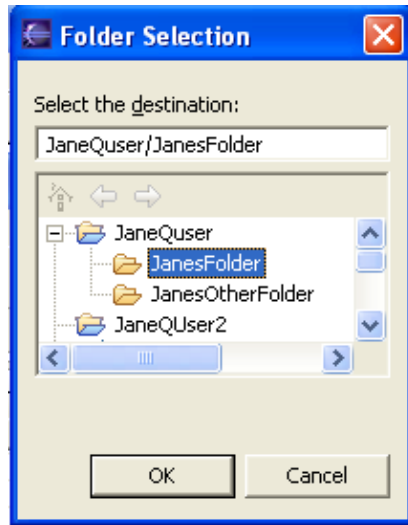 Folder Selection
Select the destination:
JaneQuser/JanesFolder
JaneQuser
JanesFolder
JanesOtherFolder
JaneQUser2
OK Cancel